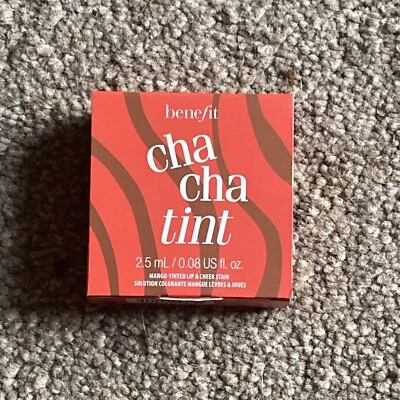 benefit
cha
cha
tint
2.5 mL / 0.08 US fl. oz.
MANGO-TINTED LIP & CHEEK STAIN
SOLUTION COLORANTE MANGUE LÈVRES & JOUES